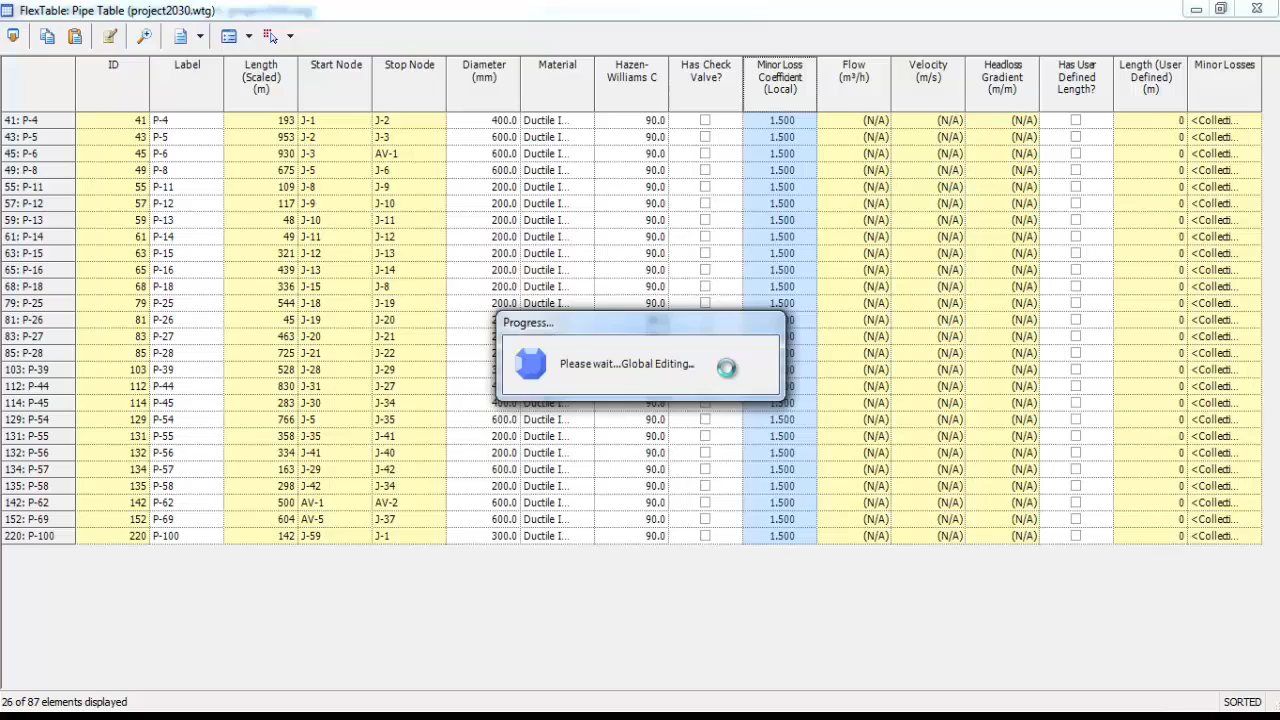 FlexTable: Pipe Table (project2030.wtg)
ID Label Length (Scaled) (m) Start Node Stop Node Diameter (mm) Material Hazen-Williams C Has Check Valve? Minor Loss Coefficient (Local) Flow (m³/h) Velocity (m/s) Headloss Gradient (m/m) Has User Defined Length? Length (User Defined) (m) Minor Losses
41: P-4 41 P-4 193 J-1 J-2 400.0 Ductile I... 90.0 1.500 (N/A) (N/A) (N/A) 0 <Collecti...
43: P-5 43 P-5 953 J-2 J-3 600.0 Ductile I... 90.0 1.500 (N/A) (N/A) (N/A) 0 <Collecti...
45: P-6 45 P-6 930 J-3 AV-1 600.0 Ductile I... 90.0 1.500 (N/A) (N/A) (N/A) 0 <Collecti...
49: P-8 49 P-8 675 J-5 J-6 600.0 Ductile I... 90.0 1.500 (N/A) (N/A) (N/A) 0 <Collecti...
55: P-11 55 P-11 109 J-8 J-9 200.0 Ductile I... 90.0 1.500 (N/A) (N/A) (N/A) 0 <Collecti...
57: P-12 57 P-12 117 J-9 J-10 200.0 Ductile I... 90.0 1.500 (N/A) (N/A) (N/A) 0 <Collecti...
59: P-13 59 P-13 48 J-10 J-11 200.0 Ductile I... 90.0 1.500 (N/A) (N/A) (N/A) 0 <Collecti...
61: P-14 61 P-14 49 J-11 J-12 200.0 Ductile I... 90.0 1.500 (N/A) (N/A) (N/A) 0 <Collecti...
63: P-15 63 P-15 321 J-12 J-13 200.0 Ductile I... 90.0 1.500 (N/A) (N/A) (N/A) 0 <Collecti...
65: P-16 65 P-16 439 J-13 J-14 200.0 Ductile I... 90.0 1.500 (N/A) (N/A) (N/A) 0 <Collecti...
68: P-18 68 P-18 336 J-15 J-8 200.0 Ductile I... 90.0 1.500 (N/A) (N/A) (N/A) 0 <Collecti...
79: P-25 79 P-25 544 J-18 J-19 200.0 Ductile I... 90.0 1.500 (N/A) (N/A) (N/A) 0 <Collecti...
81: P-26 81 P-26 45 J-19 J-20 (N/A) (N/A) (N/A) 0 <Collecti...
83: P-27 83 P-27 463 J-20 J-21 (N/A) (N/A) (N/A) 0 <Collecti...
85: P-28 85 P-28 725 J-21 J-22 (N/A) (N/A) (N/A) 0 <Collecti...
103: P-39 103 P-39 528 J-28 J-29 (N/A) (N/A) (N/A) 0 <Collecti...
112: P-44 112 P-44 830 J-31 J-27 (N/A) (N/A) (N/A) 0 <Collecti...
114: P-45 114 P-45 283 J-30 J-34 400.0 Ductile I... 90.0 1.500 (N/A) (N/A) (N/A) 0 <Collecti...
129: P-54 129 P-54 766 J-5 J-35 600.0 Ductile I... 90.0 1.500 (N/A) (N/A) (N/A) 0 <Collecti...
131: P-55 131 P-55 358 J-35 J-41 200.0 Ductile I... 90.0 1.500 (N/A) (N/A) (N/A) 0 <Collecti...
132: P-56 132 P-56 334 J-41 J-40 200.0 Ductile I... 90.0 1.500 (N/A) (N/A) (N/A) 0 <Collecti...
134: P-57 134 P-57 163 J-29 J-42 600.0 Ductile I... 90.0 1.500 (N/A) (N/A) (N/A) 0 <Collecti...
135: P-58 135 P-58 298 J-42 J-34 200.0 Ductile I... 90.0 1.500 (N/A) (N/A) (N/A) 0 <Collecti...
142: P-62 142 P-62 500 AV-1 AV-2 600.0 Ductile I... 90.0 1.500 (N/A) (N/A) (N/A) 0 <Collecti...
152: P-69 152 P-69 604 AV-5 J-37 600.0 Ductile I... 90.0 1.500 (N/A) (N/A) (N/A) 0 <Collecti...
220: P-100 220 P-100 142 J-59 J-1 300.0 Ductile I... 90.0 1.500 (N/A) (N/A) (N/A) 0 <Collecti...
Progress...
Please wait...Global Editing...
26 of 87 elements displayed
SORTED